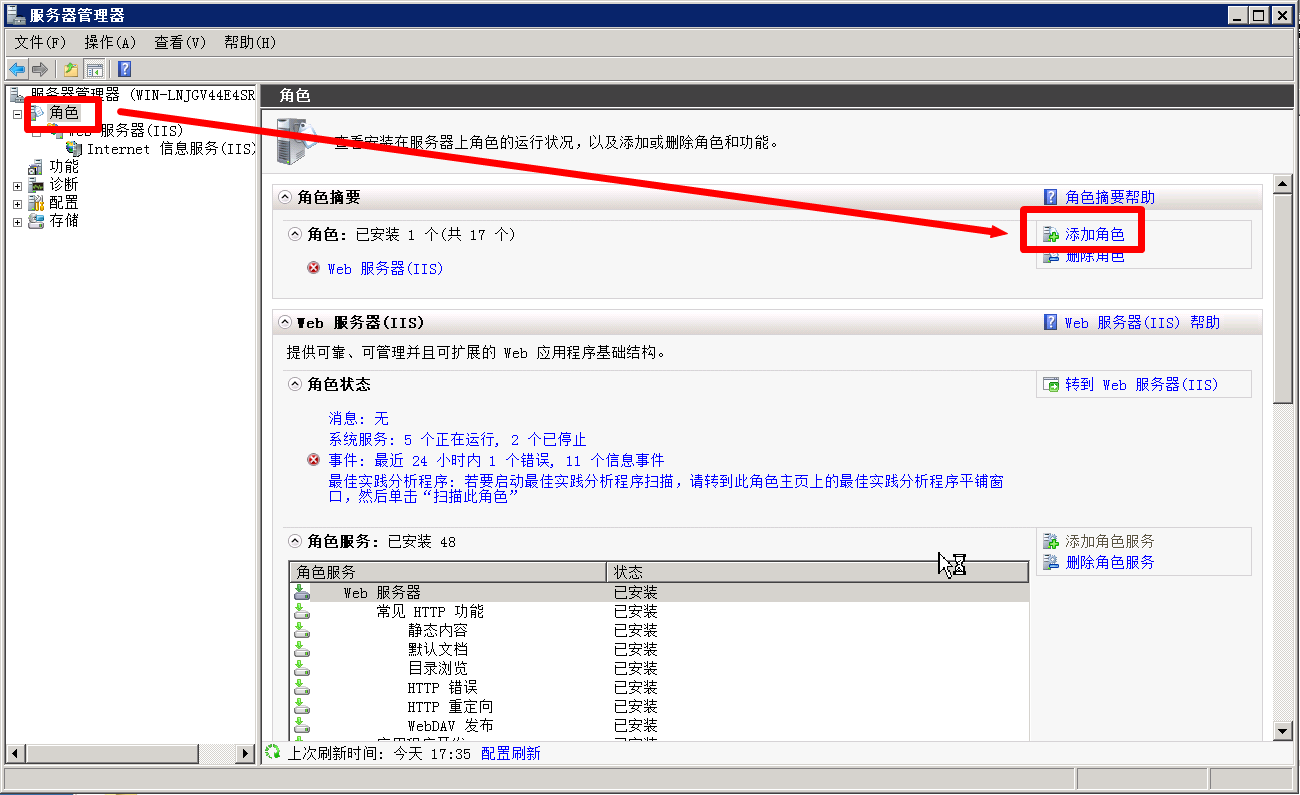 服务器管理器
文件(F) 操作(A) 查看(V) 帮助(H)
服务器管理器 (WIN-LNJGV44E4SR
角色
Web 服务器(IIS)
Internet 信息服务(IIS)
功能
诊断
配置
存储
角色
查看安装在服务器上角色的运行状况，以及添加或删除角色和功能。
角色摘要
角色摘要帮助
角色: 已安装 1 个(共 17 个)
添加角色
删除角色
Web 服务器(IIS)
Web 服务器(IIS)
Web 服务器(IIS) 帮助
提供可靠、可管理并且可扩展的 Web 应用程序基础结构。
角色状态
转到 Web 服务器(IIS)
消息: 无
系统服务: 5 个正在运行, 2 个已停止
事件: 最近 24 小时内 1 个错误, 11 个信息事件
最佳实践分析程序: 若要启动最佳实践分析程序扫描，请转到此角色主页上的最佳实践分析程序平铺窗
口，然后单击“扫描此角色”
角色服务: 已安装 48
添加角色服务
删除角色服务
角色服务 状态
Web 服务器 已安装
常见 HTTP 功能 已安装
静态内容 已安装
默认文档 已安装
目录浏览 已安装
HTTP 错误 已安装
HTTP 重定向 已安装
WebDAV 发布 已安装
上次刷新时间: 今天 17:35 配置刷新